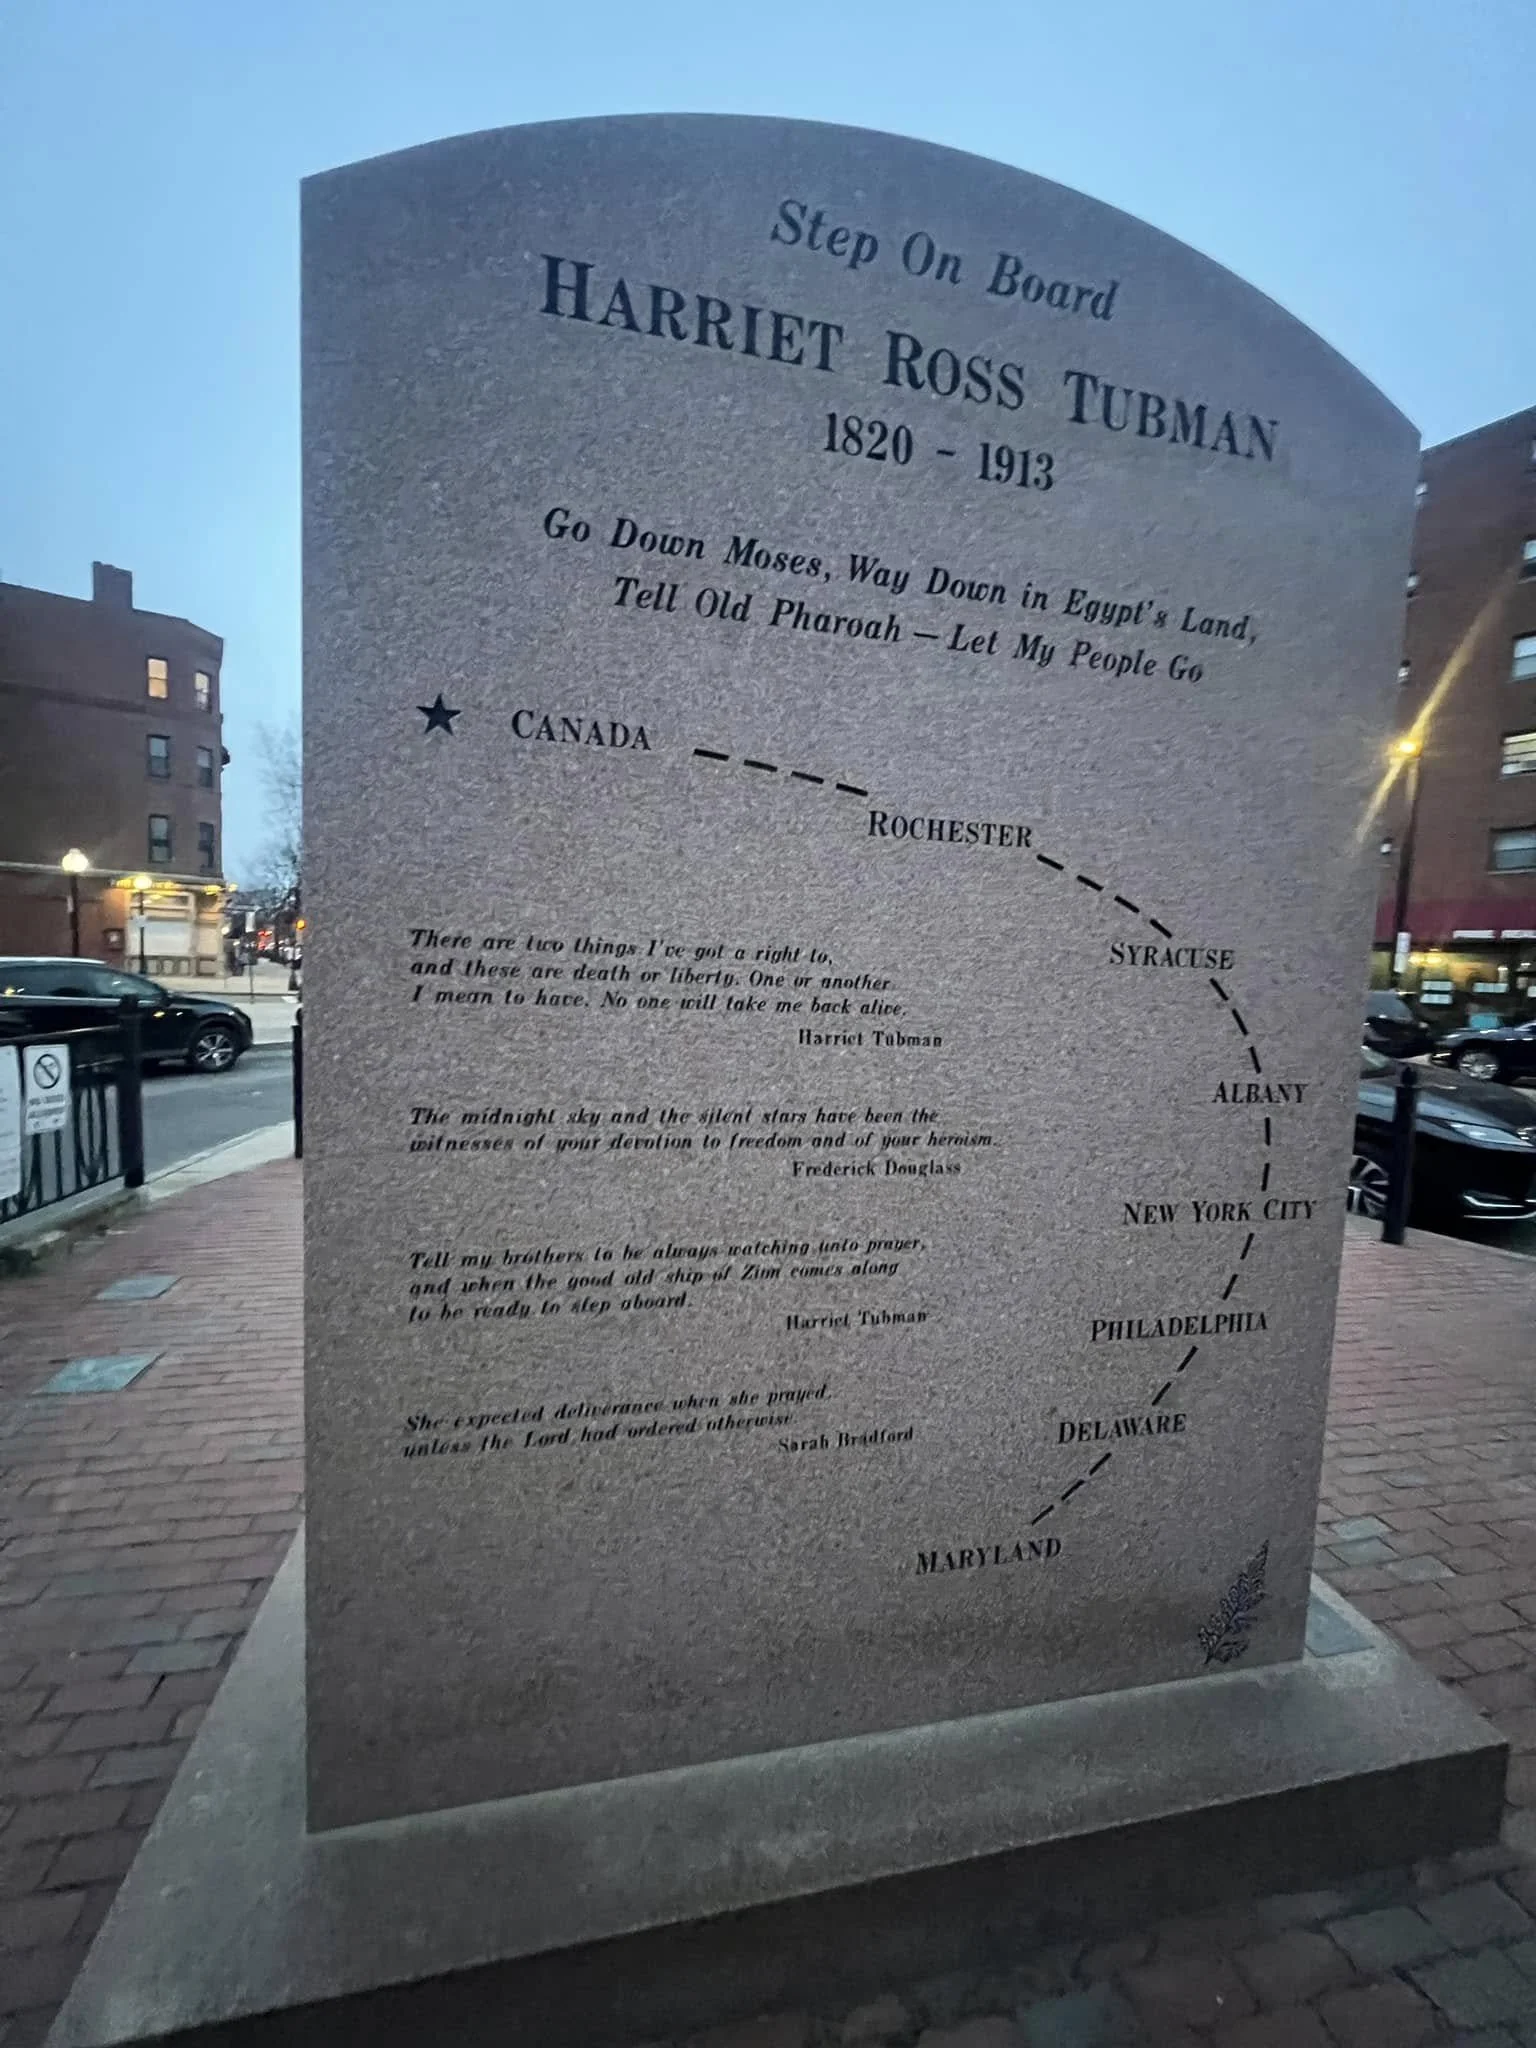 Step On Board
HARRIET ROSS TUBMAN
1820 - 1913
Go Down Moses, Way Down in Egypt's Land,
Tell Old Pharoah — Let My People Go
★ CANADA
ROCHESTER
SYRACUSE
ALBANY
NEW YORK CITY
PHILADELPHIA
DELAWARE
MARYLAND
There are two things I've got a right to,
and these are death or liberty. One or another
I mean to have. No one will take me back alive.
Harriet Tubman
The midnight sky and the silent stars have been the
witnesses of your devotion to freedom and of your heroism.
Frederick Douglass
Tell my brothers to be always watching unto prayer,
and when the good old ship of Zion comes along
to be ready to step aboard.
Harriet Tubman
She expected deliverance when she prayed,
unless the Lord had ordered otherwise.
Sarah Bradford